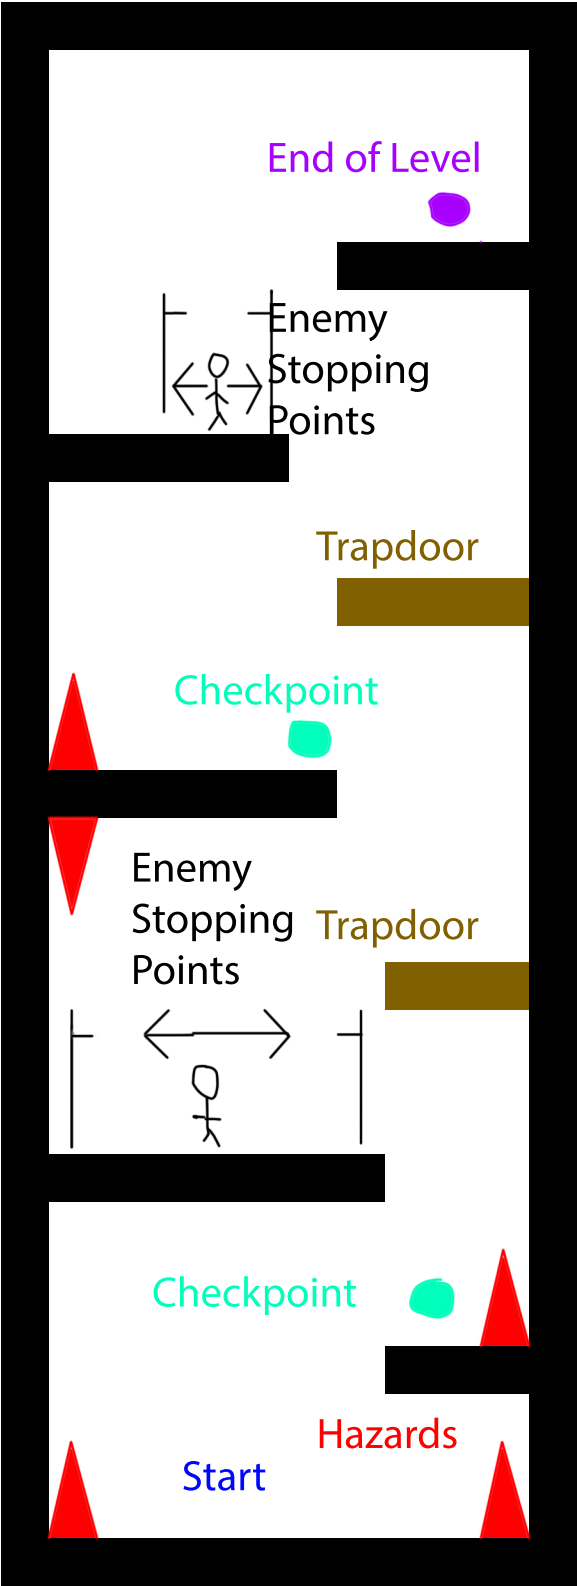 End of Level
Enemy
Stopping
Points
Trapdoor
Checkpoint
Enemy
Stopping
Points
Trapdoor
Checkpoint
Hazards
Start